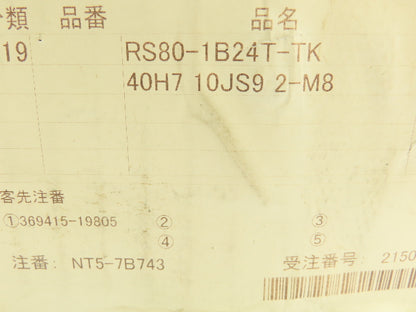 類 品番 品名
19 RS80-1B24T-TK
40H7 10JS9 2-M8
客先注番
①369415-19805 ② ③
④ ⑤
注番: NT5-7B743 受注番号: 2150